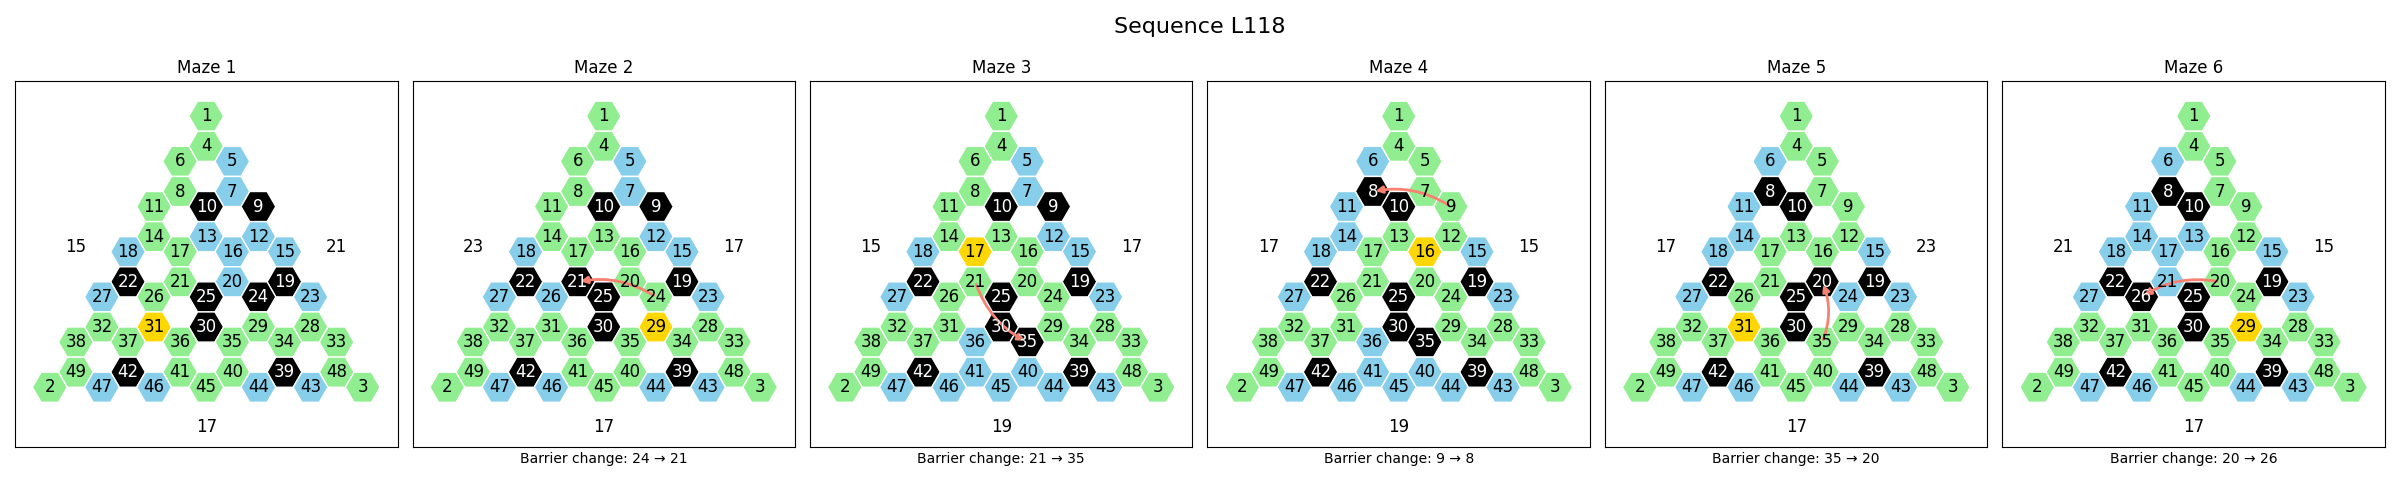 Sequence L118
Maze 1
1
4
6 5
8 7
11 10 9
14 13 12
15 18 17 16 15 21
22 21 20 19
27 26 25 24 23
32 31 30 29 28
38 37 36 35 34 33
49 42 41 40 39 48
2 47 46 45 44 43 3
17
Maze 2
1
4
6 5
8 7
11 10 9
14 13 12
23 18 17 16 15 17
22 21 20 19
27 26 25 24 23
32 31 30 29 28
38 37 36 35 34 33
49 42 41 40 39 48
2 47 46 45 44 43 3
17
Barrier change: 24 → 21
Maze 3
1
4
6 5
8 7
11 10 9
14 13 12
15 18 17 16 15 17
22 21 20 19
27 26 25 24 23
32 31 30 29 28
38 37 36 35 34 33
49 42 41 40 39 48
2 47 46 45 44 43 3
19
Barrier change: 21 → 35
Maze 4
1
4
6 5
8 7
11 10 9
14 13 12
17 18 17 16 15 15
22 21 20 19
27 26 25 24 23
32 31 30 29 28
38 37 36 35 34 33
49 42 41 40 39 48
2 47 46 45 44 43 3
19
Barrier change: 9 → 8
Maze 5
1
4
6 5
8 7
11 10 9
14 13 12
17 18 17 16 15 23
22 21 20 19
27 26 25 24 23
32 31 30 29 28
38 37 36 35 34 33
49 42 41 40 39 48
2 47 46 45 44 43 3
17
Barrier change: 35 → 20
Maze 6
1
4
6 5
8 7
11 10 9
14 13 12
21 18 17 16 15 15
22 21 20 19
27 26 25 24 23
32 31 30 29 28
38 37 36 35 34 33
49 42 41 40 39 48
2 47 46 45 44 43 3
17
Barrier change: 20 → 26